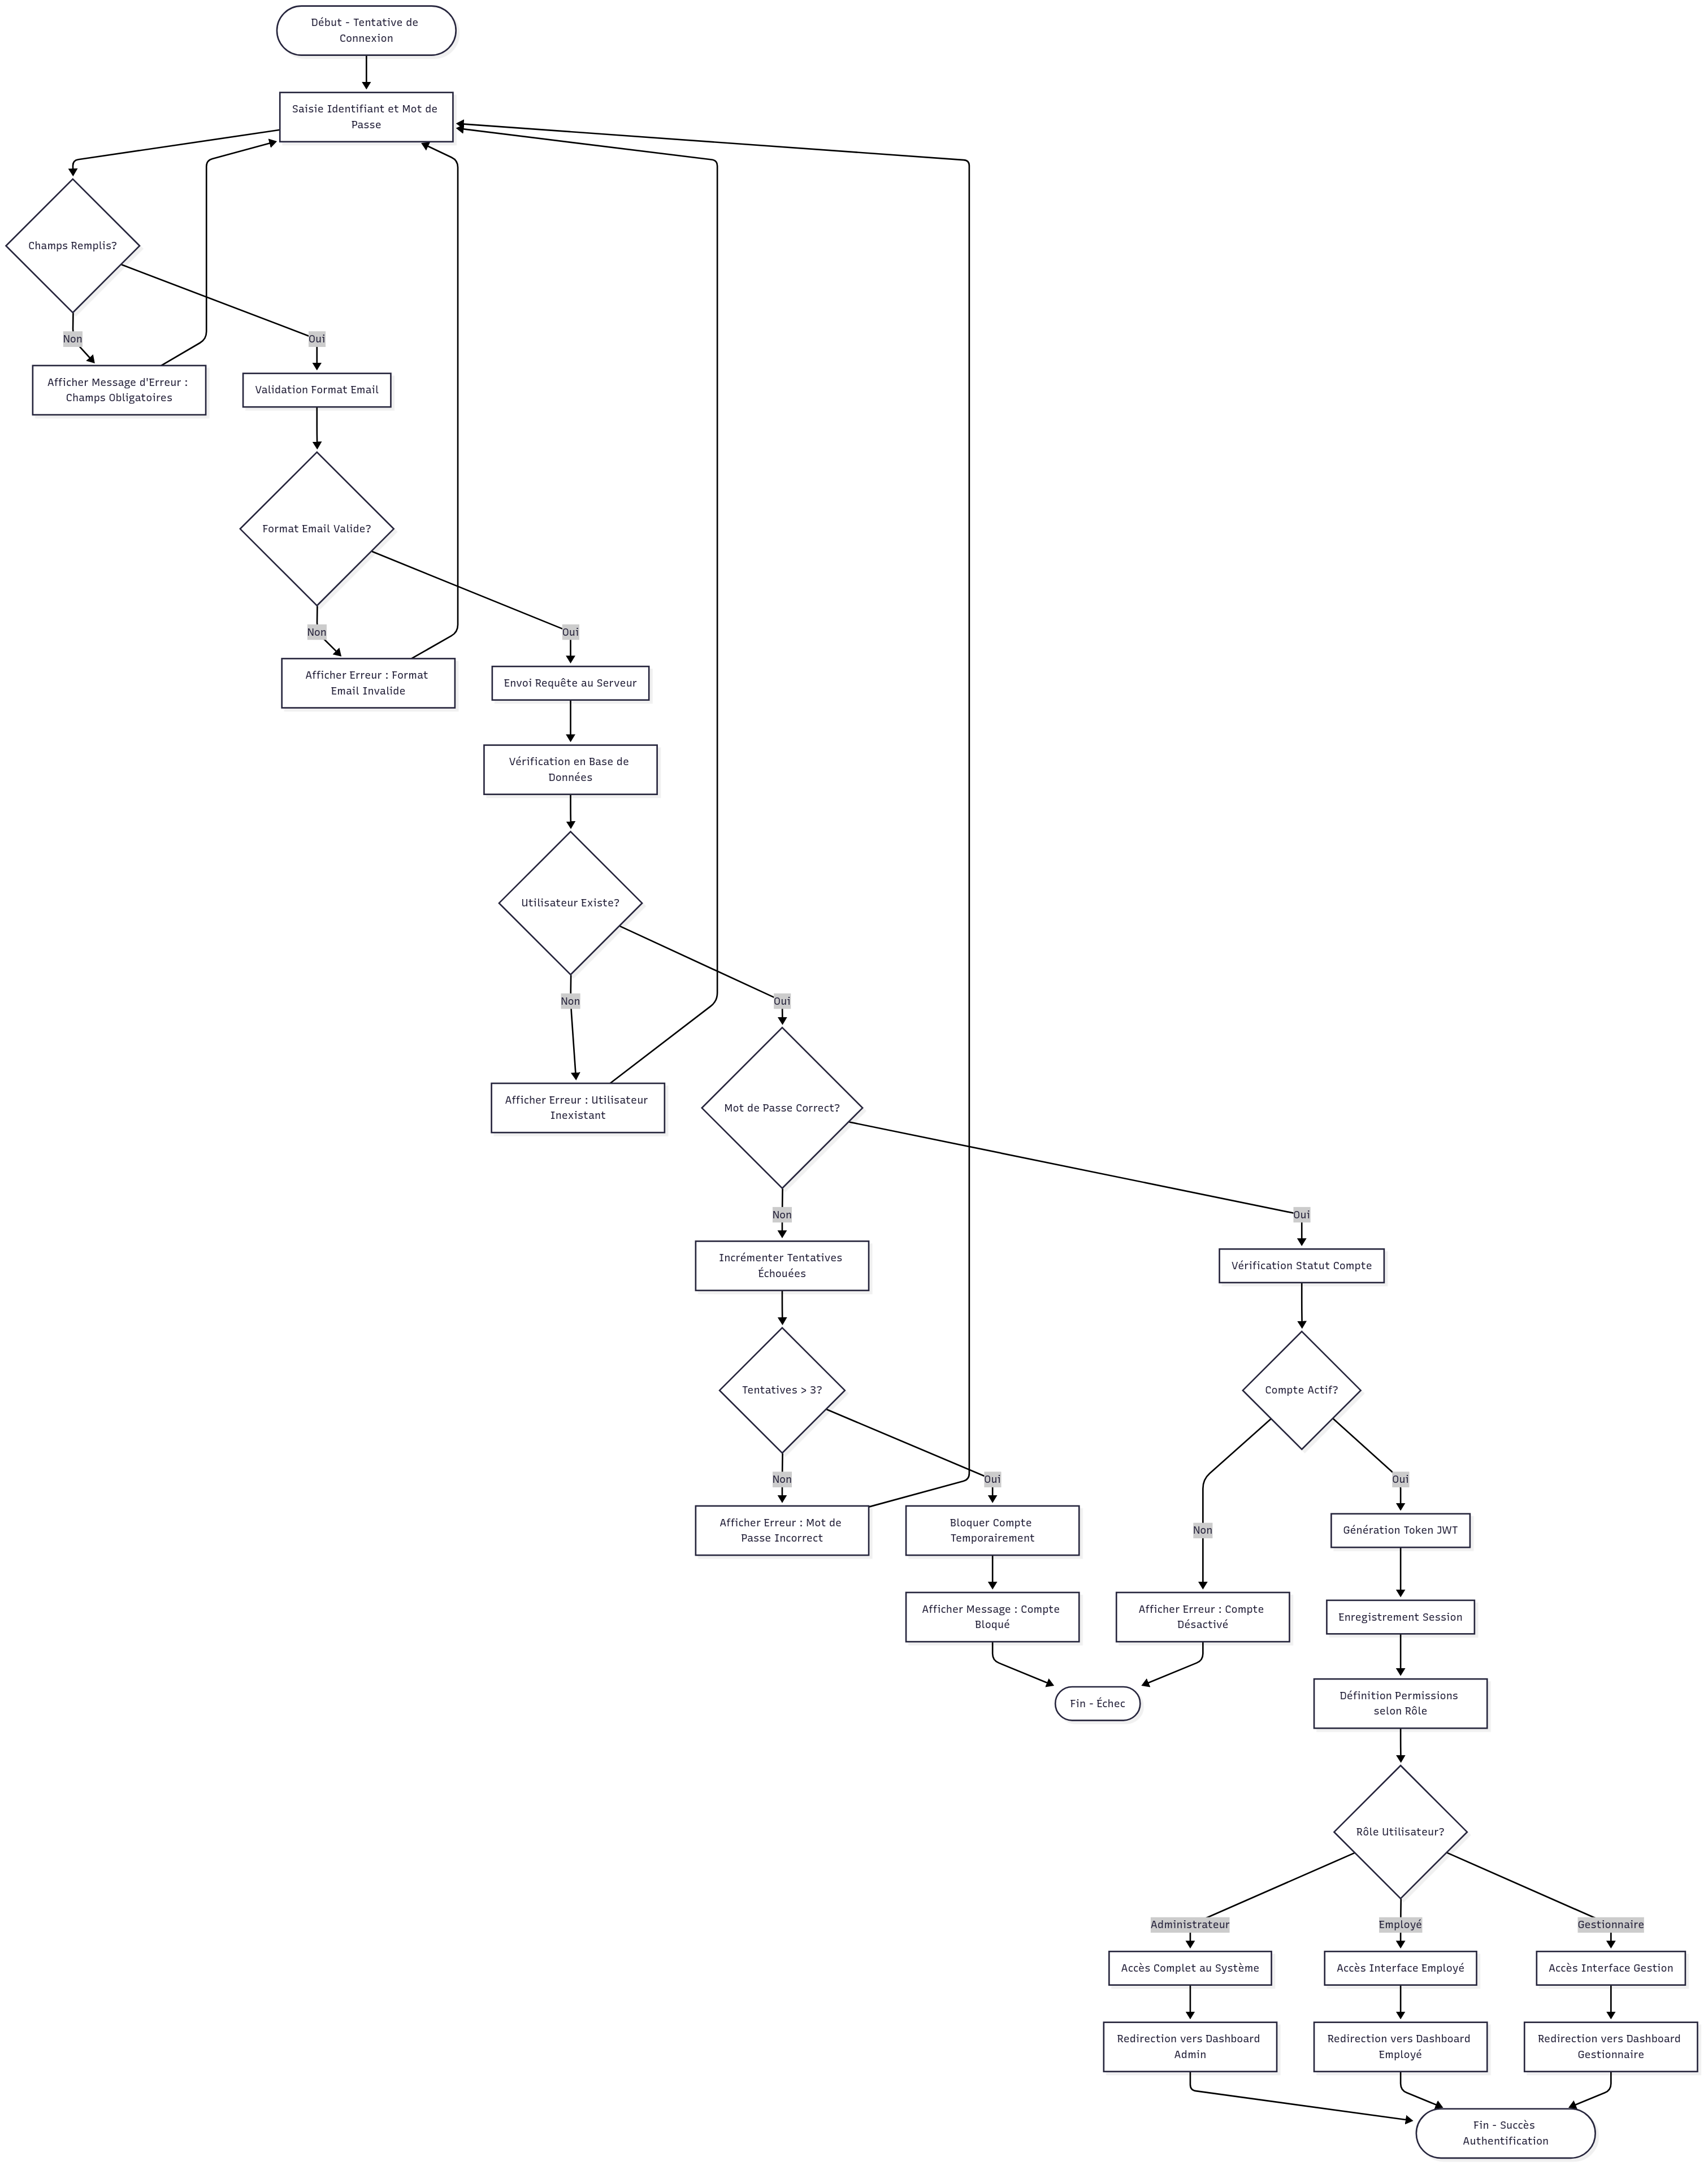 Début - Tentative de
Connexion
Saisie Identifiant et Mot de
Passe
Champs Remplis?
Non
Oui
Afficher Message d'Erreur :
Champs Obligatoires
Validation Format Email
Format Email Valide?
Non
Oui
Afficher Erreur : Format
Email Invalide
Envoi Requête au Serveur
Vérification en Base de
Données
Utilisateur Existe?
Non
Oui
Afficher Erreur : Utilisateur
Inexistant
Mot de Passe Correct?
Non
Oui
Incrémenter Tentatives
Échouées
Vérification Statut Compte
Tentatives > 3?
Compte Actif?
Non
Oui
Oui
Afficher Erreur : Mot de
Passe Incorrect
Bloquer Compte
Temporairement
Non
Génération Token JWT
Afficher Message : Compte
Bloqué
Afficher Erreur : Compte
Désactivé
Enregistrement Session
Fin - Échec
Définition Permissions
selon Rôle
Rôle Utilisateur?
Administrateur
Employé
Gestionnaire
Accès Complet au Système
Accès Interface Employé
Accès Interface Gestion
Redirection vers Dashboard
Admin
Redirection vers Dashboard
Employé
Redirection vers Dashboard
Gestionnaire
Fin - Succès
Authentification